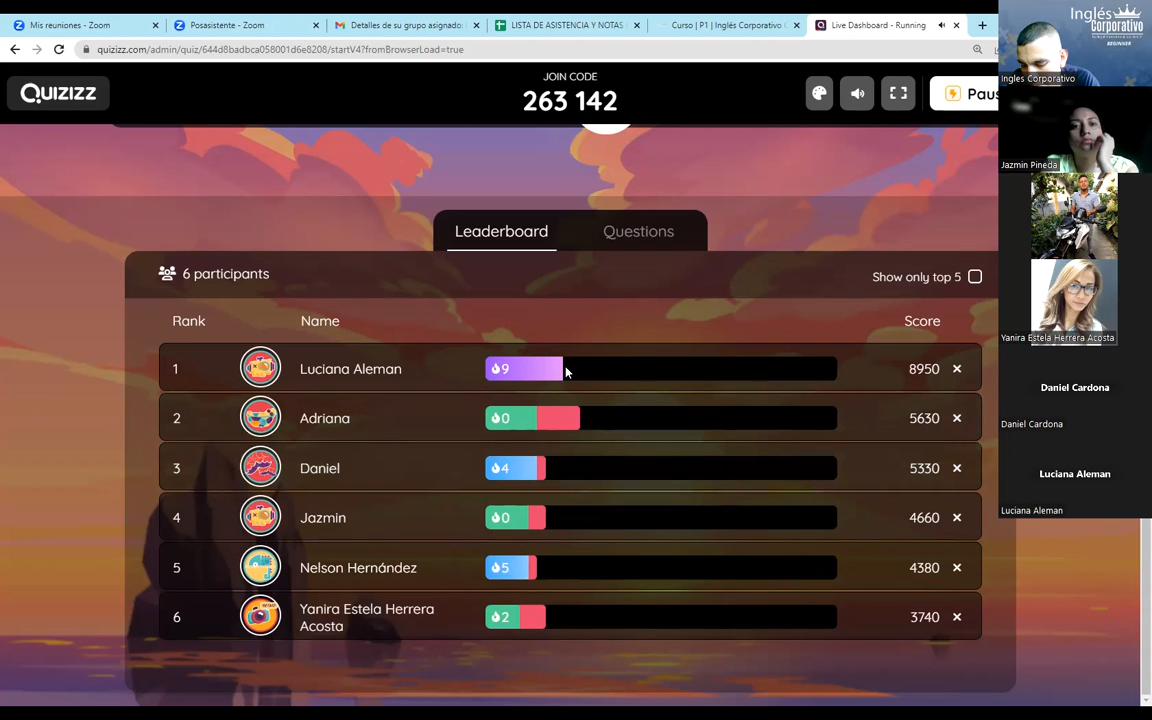 Mis reuniones - Zoom
Posasistente - Zoom
Detalles de su grupo asignado:
LISTA DE ASISTENCIA Y NOTAS
Curso | P1 | Inglés Corporativo
Live Dashboard - Running
quizizz.com/admin/quiz/644d8badbca058001d6e8208/startV4?fromBrowserLoad=true
Quizizz
JOIN CODE
263 142
Paus
Leaderboard
Questions
6 participants
Show only top 5
Rank
Name
Score
1
Luciana Aleman
9
8950
2
Adriana
0
5630
3
Daniel
4
5330
4
Jazmin
0
4660
5
Nelson Hernández
5
4380
6
Yanira Estela Herrera
Acosta
2
3740
Inglés
Corporativo
BEGINNER
Ingles Corporativo
Jazmin Pineda
Yanira Estela Herrera Acosta
Daniel Cardona
Daniel Cardona
Luciana Aleman
Luciana Aleman